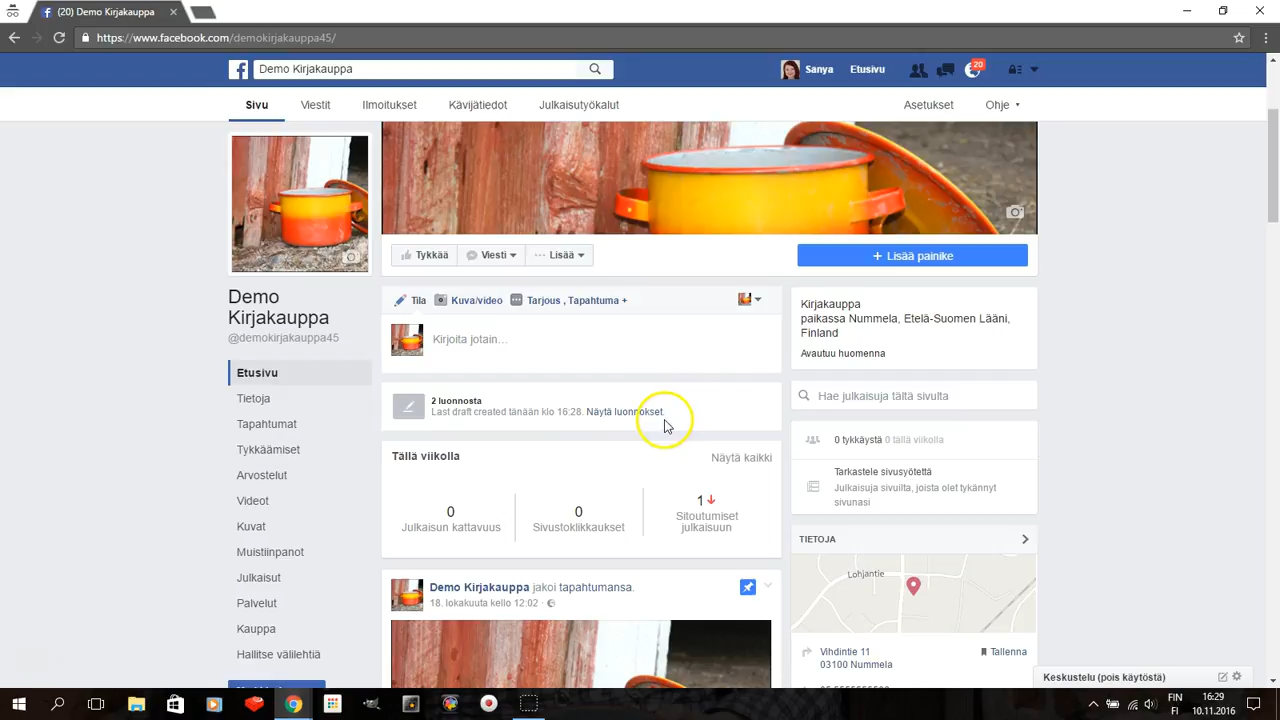 (20) Demo Kirjakauppa
https://www.facebook.com/demokirjakauppa45/
Demo Kirjakauppa
Sanya
Etusivu
20
Sivu
Viestit
Ilmoitukset
Kävijätiedot
Julkaisutyökalut
Asetukset
Ohje
Tykkää
Viesti
Lisää
+ Lisää painike
Demo
Kirjakauppa
@demokirjakauppa45
Etusivu
Tietoja
Tapahtumat
Tykkäämiset
Arvostelut
Videot
Kuvat
Muistiinpanot
Julkaisut
Palvelut
Kauppa
Hallitse välilehtiä
Tila
Kuva/video
Tarjous , Tapahtuma +
Kirjoita jotain…
2 luonnosta
Last draft created tänään klo 16:28. Näytä luonnokset.
Tällä viikolla
Näytä kaikki
0
Julkaisun kattavuus
0
Sivustoklikkaukset
1
Sitoutumiset
julkaisuun
Demo Kirjakauppa jakoi tapahtumansa.
18. lokakuuta kello 12:02 ·
Kirjakauppa
paikassa Nummela, Etelä-Suomen Lääni,
Finland
Avautuu huomenna
Hae julkaisuja tältä sivulta
0 tykkäystä 0 tällä viikolla
Tarkastele sivusyötettä
Julkaisuja sivuilta, joista olet tykännyt
sivunasi
TIETOJA
Lohjantie
Vihdintie 11
03100 Nummela
Tallenna
Keskustelu (pois käytöstä)
FIN
FI
16:29
10.11.2016